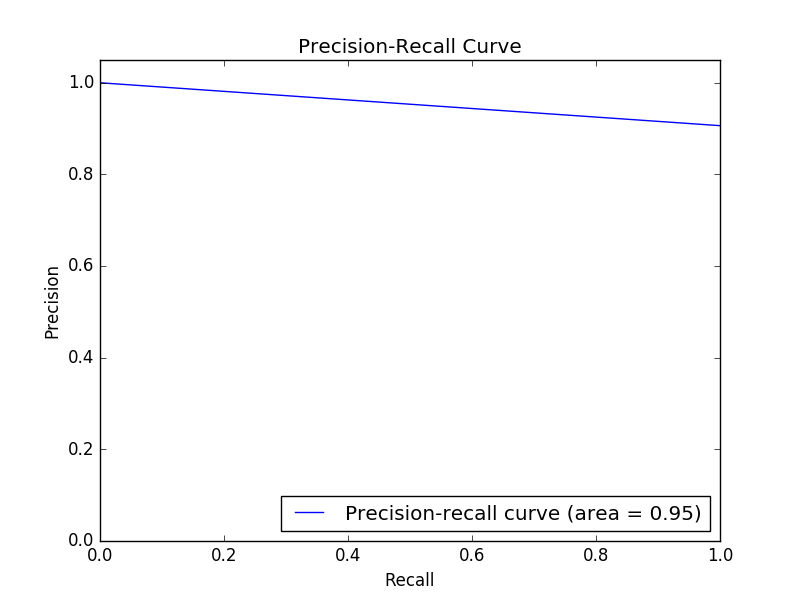 Precision-Recall Curve
1.0
0.8
0.6
0.4
0.2
0.0
Precision
Precision-recall curve (area = 0.95)
0.0 0.2 0.4 0.6 0.8 1.0
Recall